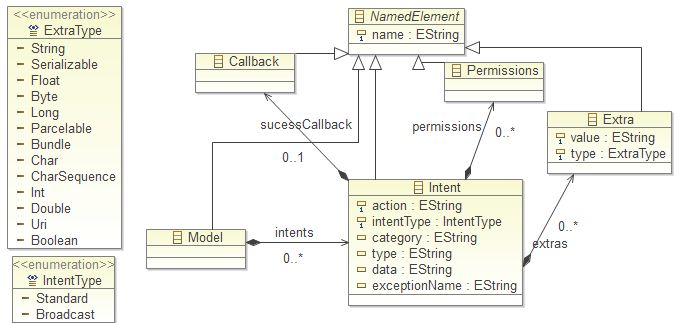 <<enumeration>>
ExtraType
String
Serializable
Float
Byte
Long
Parcelable
Bundle
Char
CharSequence
Int
Double
Uri
Boolean
<<enumeration>>
IntentType
Standard
Broadcast
NamedElement
name : EString
Callback
Permissions
Extra
value : EString
type : ExtraType
sucessCallback
0..1
permissions
0..*
Intent
action : EString
intentType : IntentType
category : EString
type : EString
data : EString
exceptionName : EString
0..*
extras
Model
intents
0..*